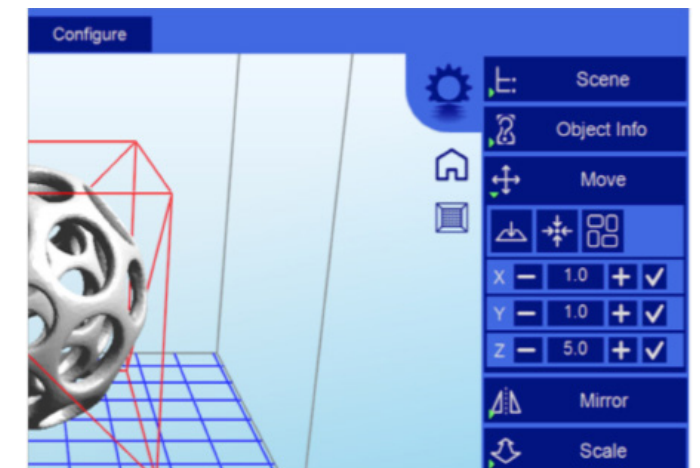 Configure
Scene
Object Info
Move
X 1.0
Y 1.0
Z 5.0
Mirror
Scale